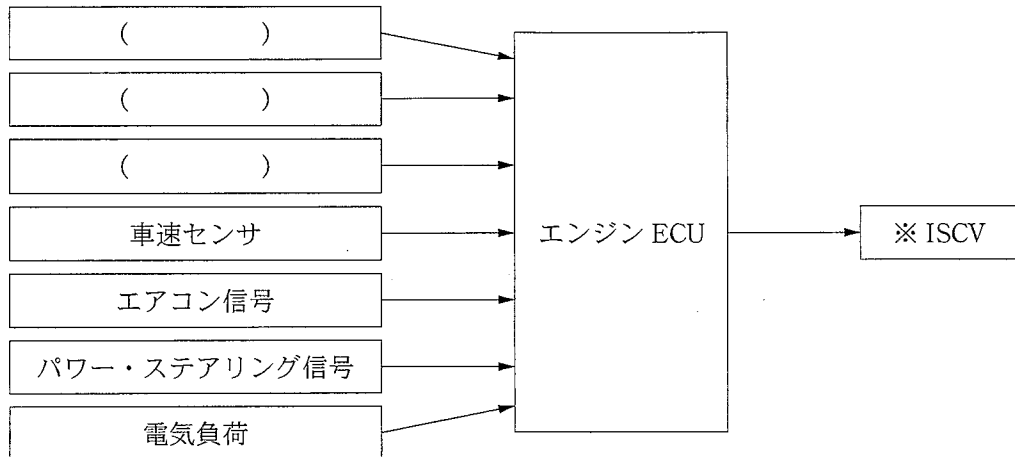 (　　　)
(　　　)
(　　　)
車速センサ
エアコン信号
パワー・ステアリング信号
電気負荷
エンジン ECU
※ ISCV